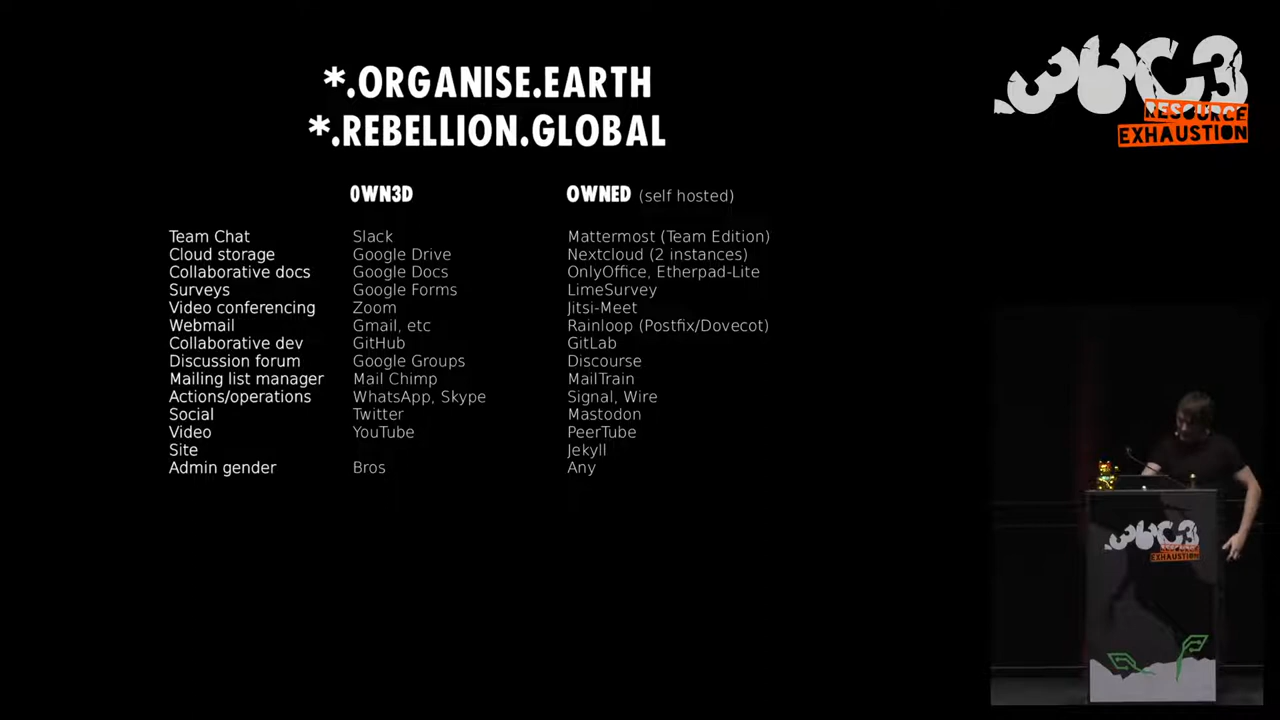 *.ORGANISE.EARTH
*.REBELLION.GLOBAL
36C3
RESOURCE
EXHAUSTION
0WN3D OWNED (self hosted)
Team Chat Slack Mattermost (Team Edition)
Cloud storage Google Drive Nextcloud (2 instances)
Collaborative docs Google Docs OnlyOffice, Etherpad-Lite
Surveys Google Forms LimeSurvey
Video conferencing Zoom Jitsi-Meet
Webmail Gmail, etc Rainloop (Postfix/Dovecot)
Collaborative dev GitHub GitLab
Discussion forum Google Groups Discourse
Mailing list manager Mail Chimp MailTrain
Actions/operations WhatsApp, Skype Signal, Wire
Social Twitter Mastodon
Video YouTube PeerTube
Site Jekyll
Admin gender Bros Any
36C3
RESOURCE
EXHAUSTION